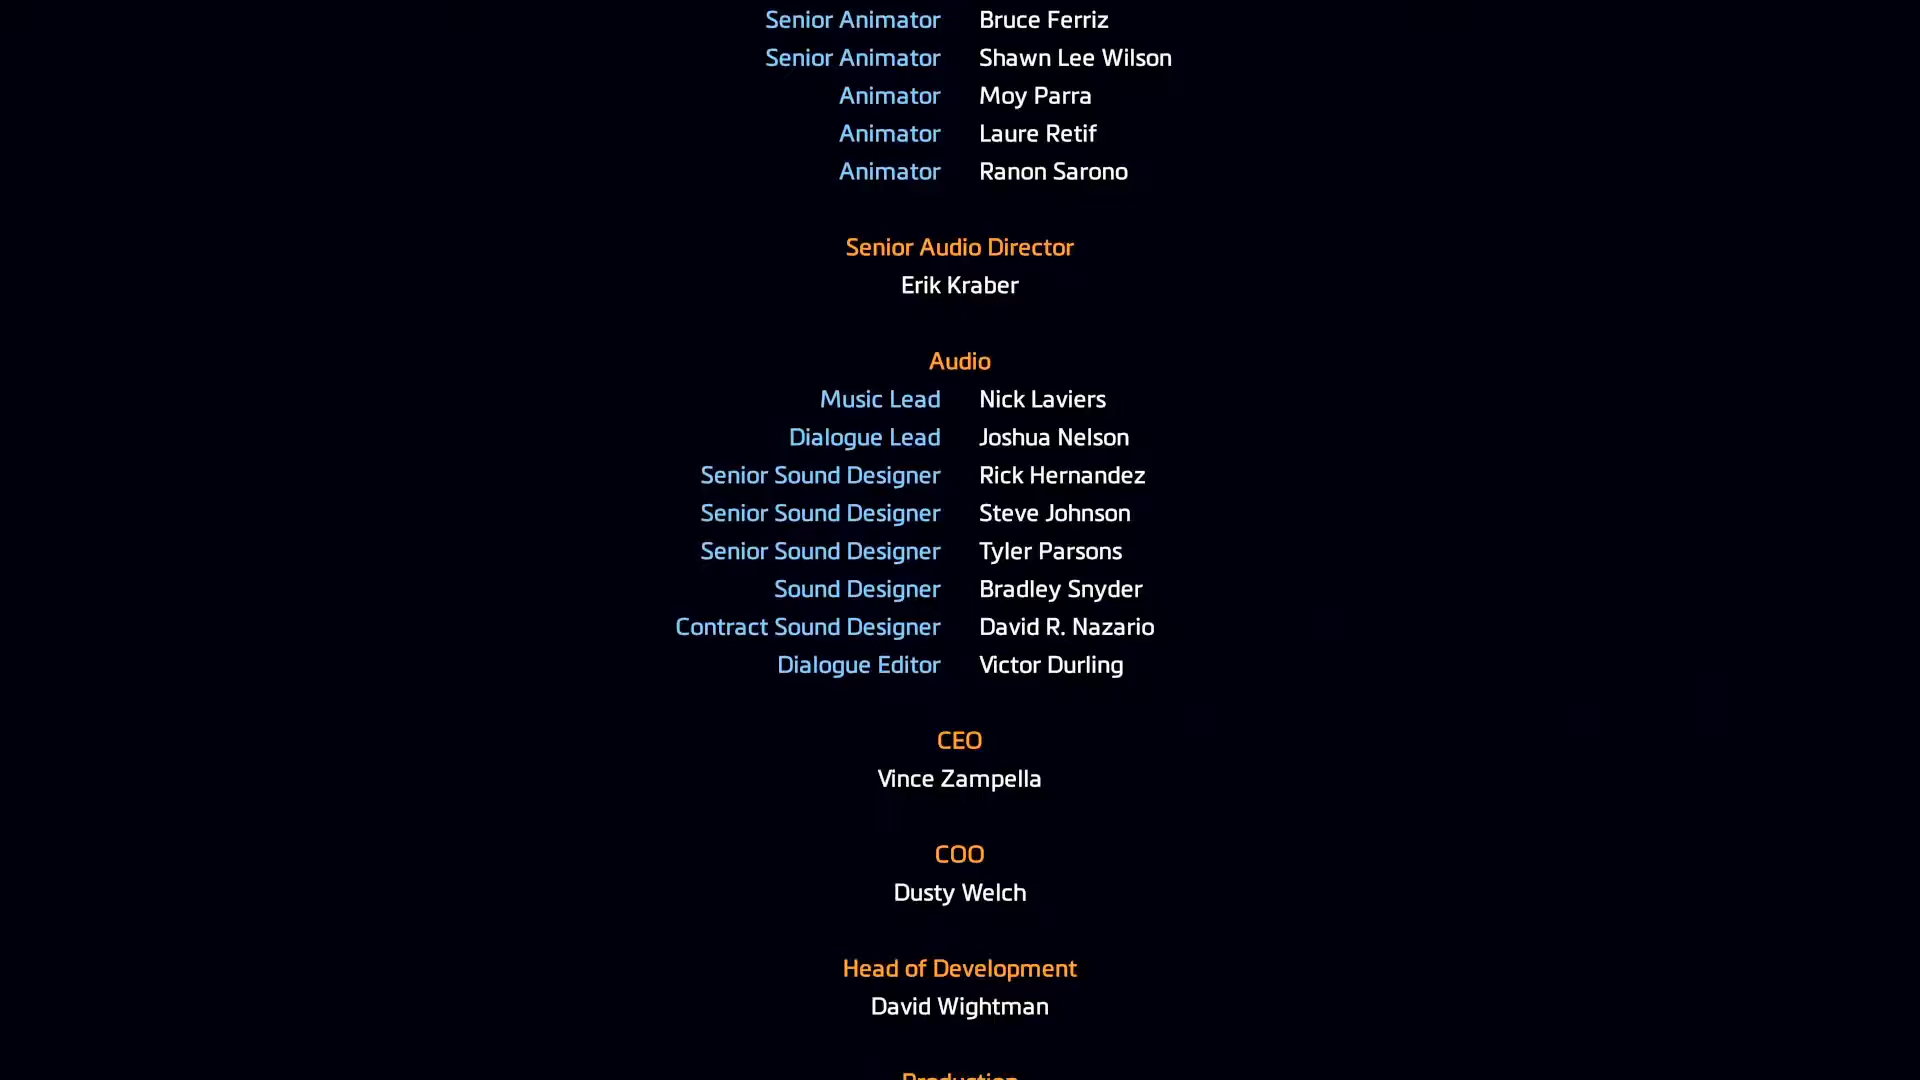 Senior Animator Bruce Ferriz
Senior Animator Shawn Lee Wilson
Animator Moy Parra
Animator Laure Retif
Animator Ranon Sarono
Senior Audio Director
Erik Kraber
Audio
Music Lead Nick Laviers
Dialogue Lead Joshua Nelson
Senior Sound Designer Rick Hernandez
Senior Sound Designer Steve Johnson
Senior Sound Designer Tyler Parsons
Sound Designer Bradley Snyder
Contract Sound Designer David R. Nazario
Dialogue Editor Victor Durling
CEO
Vince Zampella
COO
Dusty Welch
Head of Development
David Wightman
Production